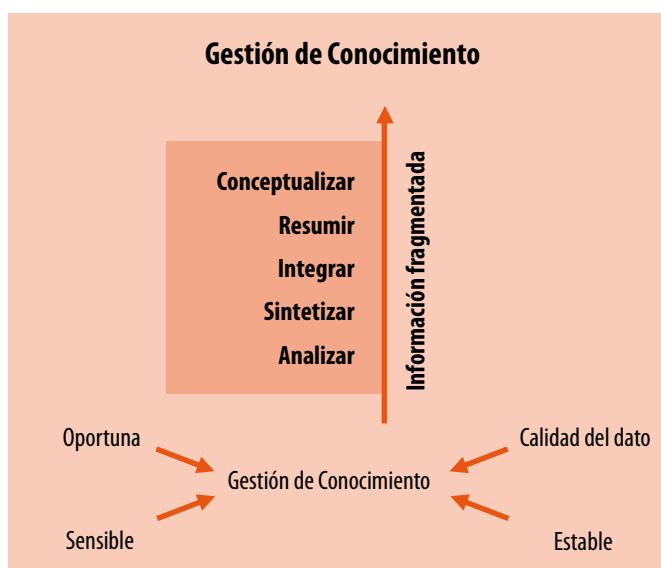 Gestión de Conocimiento
Conceptualizar
Resumir
Integrar
Sintetizar
Analizar
Información fragmentada
Oportuna
Calidad del dato
Gestión de Conocimiento
Sensible
Estable